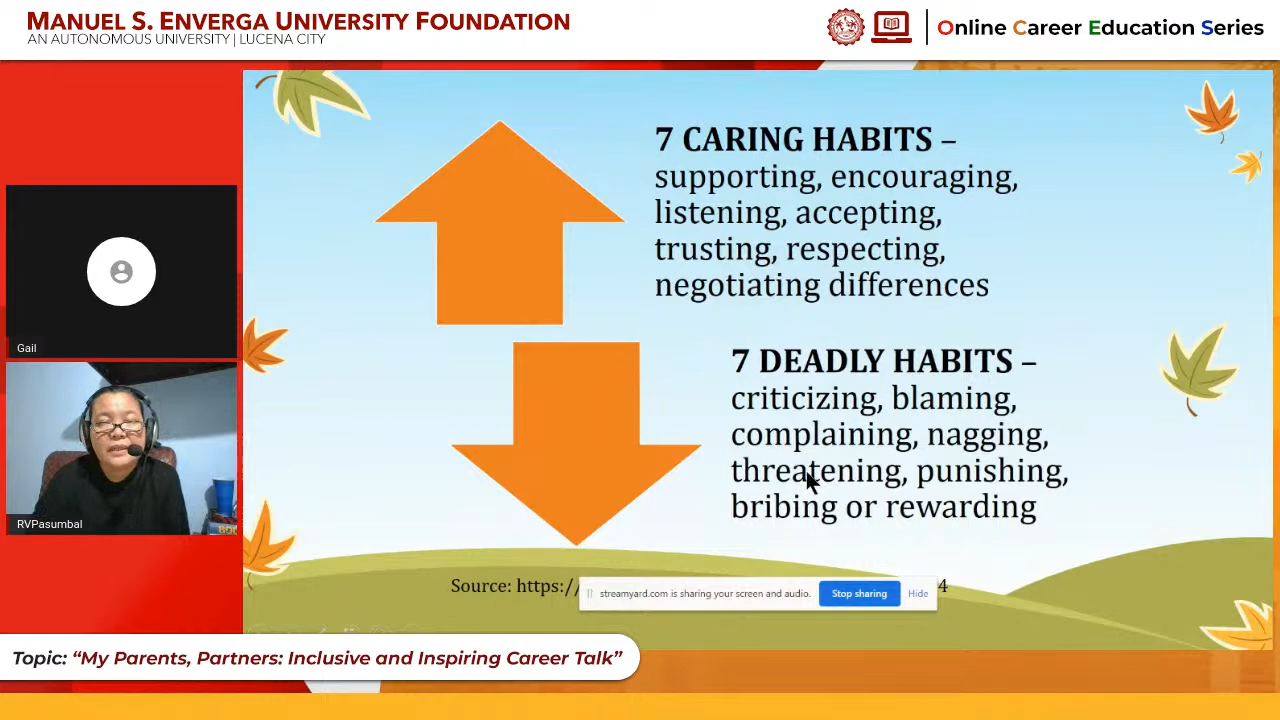 MANUEL S. ENVERGA UNIVERSITY FOUNDATION
AN AUTONOMOUS UNIVERSITY | LUCENA CITY
Online Career Education Series
7 CARING HABITS –
supporting, encouraging,
listening, accepting,
trusting, respecting,
negotiating differences
7 DEADLY HABITS –
criticizing, blaming,
complaining, nagging,
threatening, punishing,
bribing or rewarding
Source: https:/
4
streamyard.com is sharing your screen and audio. Stop sharing Hide
Gail
RVPasumbal
Topic: “My Parents, Partners: Inclusive and Inspiring Career Talk”